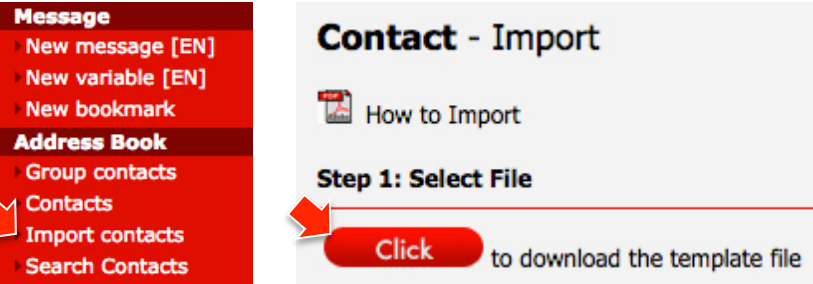 Message
New message [EN]
New variable [EN]
New bookmark
Address Book
Group contacts
Contacts
Import contacts
Search Contacts
Contact - Import
PDF
How to Import
Step 1: Select File
Click to download the template file